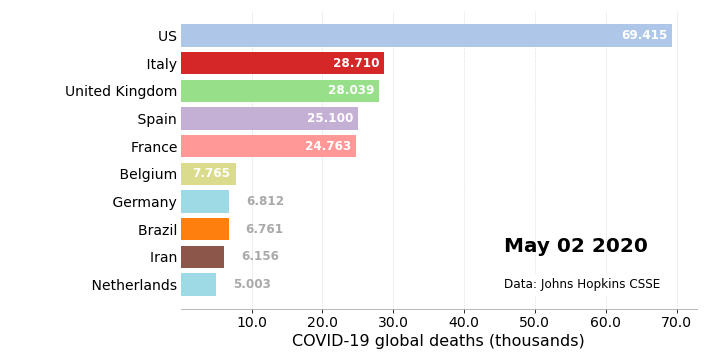 US 69.415
Italy 28.710
United Kingdom 28.039
Spain 25.100
France 24.763
Belgium 7.765
Germany 6.812
Brazil 6.761
Iran 6.156
Netherlands 5.003
May 02 2020
Data: Johns Hopkins CSSE
10.0 20.0 30.0 40.0 50.0 60.0 70.0
COVID-19 global deaths (thousands)